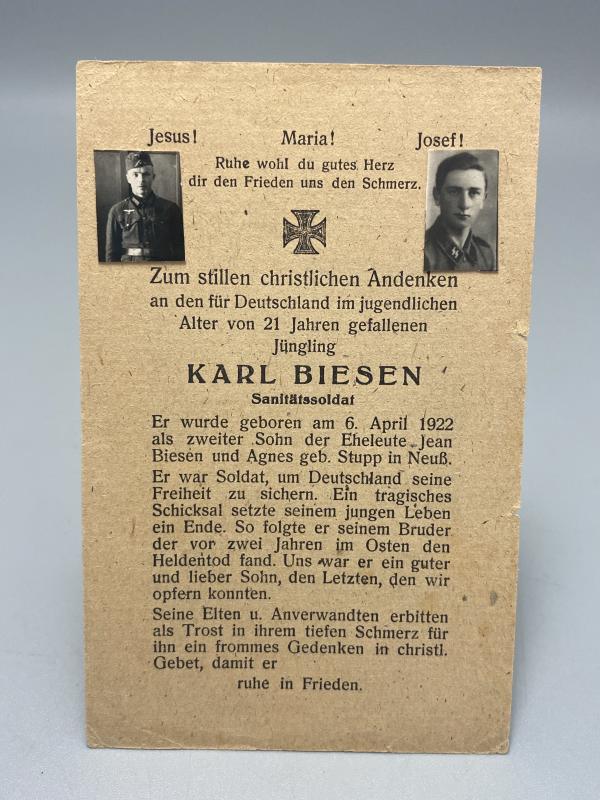 Jesus! Maria! Josef!
Ruhe wohl du gutes Herz
dir den Frieden uns den Schmerz.
Zum stillen christlichen Andenken
an den für Deutschland im jugendlichen
Alter von 21 Jahren gefallenen
Jüngling
KARL BIESEN
Sanitätssoldat
Er wurde geboren am 6. April 1922
als zweiter Sohn der Eheleute Jean
Biesen und Agnes geb. Stupp in Neuß.
Er war Soldat, um Deutschland seine
Freiheit zu sichern. Ein tragisches
Schicksal setzte seinem jungen Leben
ein Ende. So folgte er seinem Bruder
der vor zwei Jahren im Osten den
Heldentod fand. Uns war er ein guter
und lieber Sohn, den Letzten, den wir
opfern konnten.
Seine Elten u. Anverwandten erbitten
als Trost in ihrem tiefen Schmerz für
ihn ein frommes Gedenken in christl.
Gebet, damit er
ruhe in Frieden.